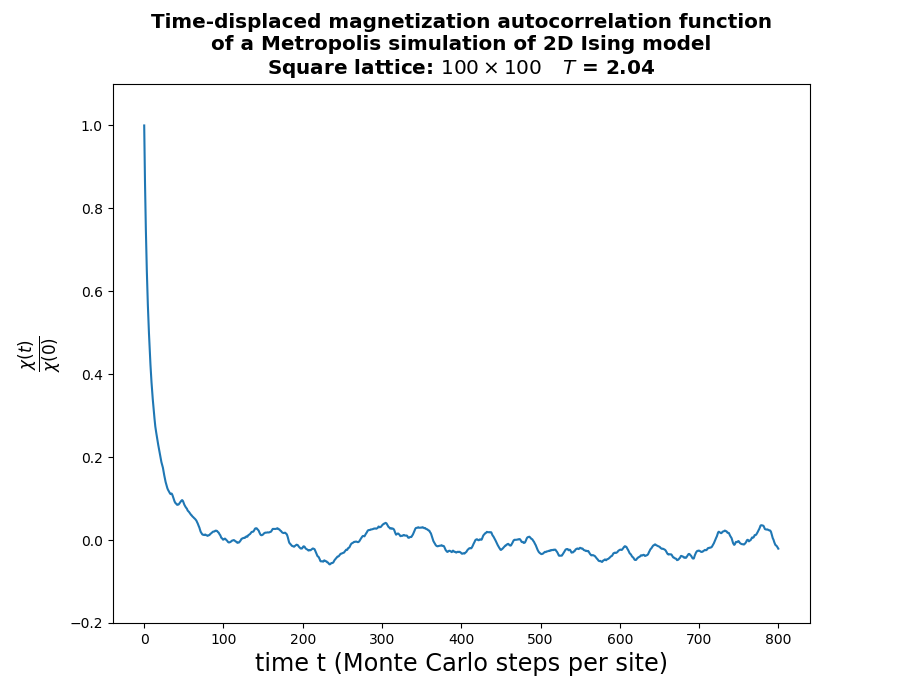 Time-displaced magnetization autocorrelation function
of a Metropolis simulation of 2D Ising model
Square lattice: 100 × 100 T = 2.04
1.0
0.8
0.6
0.4
0.2
0.0
−0.2
χ(t)
χ(0)
0 100 200 300 400 500 600 700 800
time t (Monte Carlo steps per site)